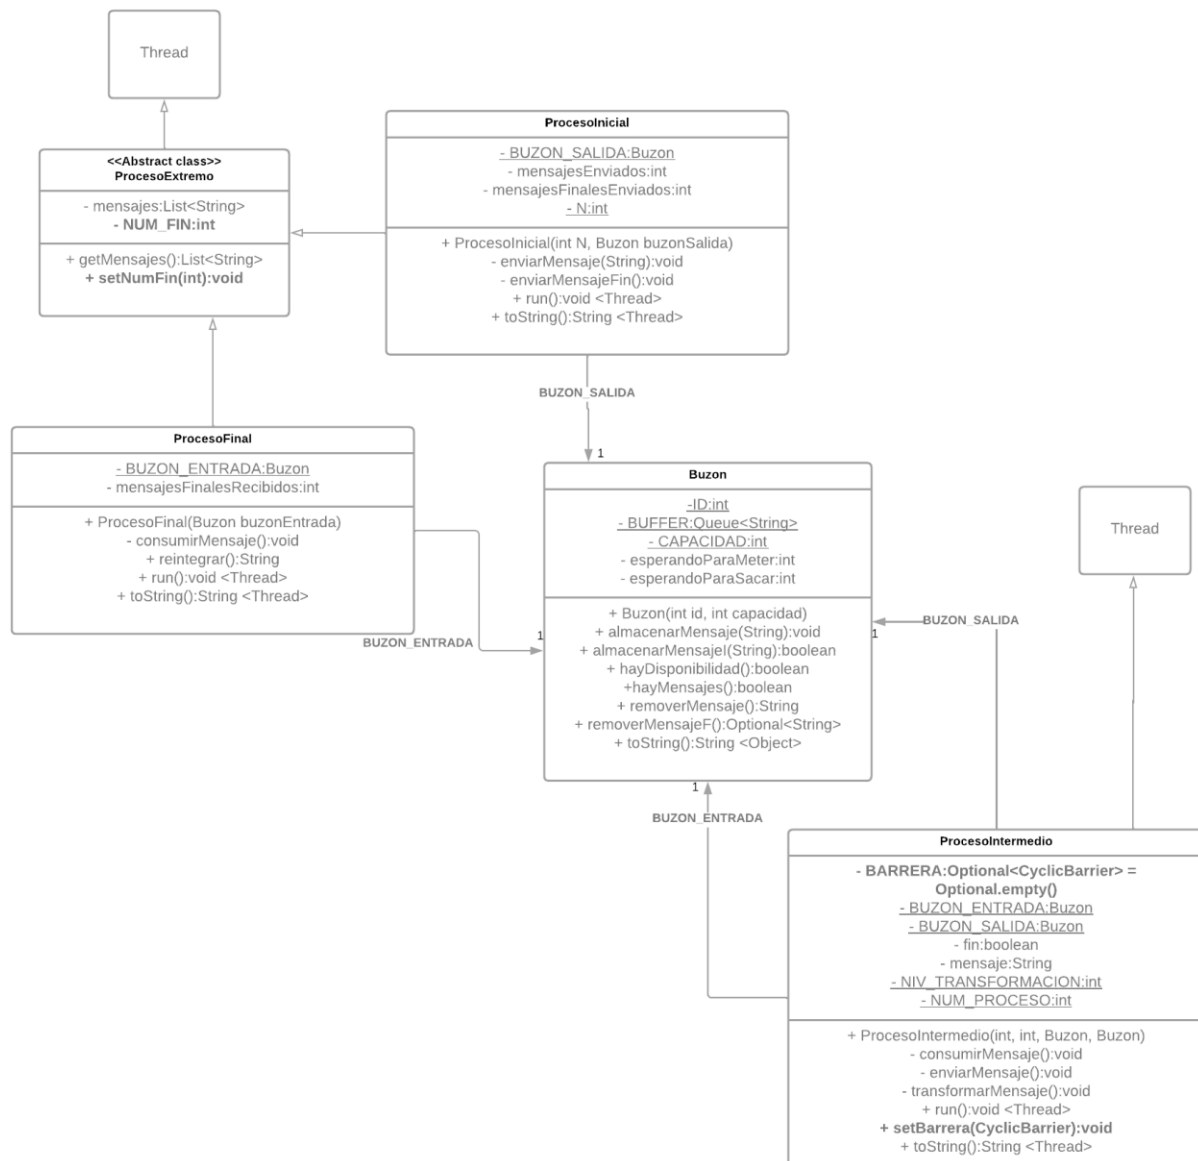 Thread
<<Abstract class>>
ProcesoExtremo
- mensajes:List<String>
- NUM_FIN:int
+ getMensajes():List<String>
+ setNumFin(int):void
ProcesoInicial
- BUZON_SALIDA:Buzon
- mensajesEnviados:int
- mensajesFinalesEnviados:int
- N:int
+ ProcesoInicial(int N, Buzon buzonSalida)
- enviarMensaje(String):void
- enviarMensajeFin():void
+ run():void <Thread>
+ toString():String <Thread>
BUZON_SALIDA
1
ProcesoFinal
- BUZON_ENTRADA:Buzon
- mensajesFinalesRecibidos:int
+ ProcesoFinal(Buzon buzonEntrada)
- consumirMensaje():void
+ reintegrar():String
+ run():void <Thread>
+ toString():String <Thread>
BUZON_ENTRADA
1
Buzon
-ID:int
- BUFFER:Queue<String>
- CAPACIDAD:int
- esperandoParaMeter:int
- esperandoParaSacar:int
+ Buzon(int id, int capacidad)
+ almacenarMensaje(String):void
+ almacenarMensajeI(String):boolean
+ hayDisponibilidad():boolean
+hayMensajes():boolean
+ removerMensaje():String
+ removerMensajeF():Optional<String>
+ toString():String <Object>
Thread
BUZON_SALIDA
1
1
BUZON_ENTRADA
ProcesoIntermedio
- BARRERA:Optional<CyclicBarrier> =
Optional.empty()
- BUZON_ENTRADA:Buzon
- BUZON_SALIDA:Buzon
- fin:boolean
- mensaje:String
- NIV_TRANSFORMACION:int
- NUM_PROCESO:int
+ ProcesoIntermedio(int, int, Buzon, Buzon)
- consumirMensaje():void
- enviarMensaje():void
- transformarMensaje():void
+ run():void <Thread>
+ setBarrera(CyclicBarrier):void
+ toString():String <Thread>